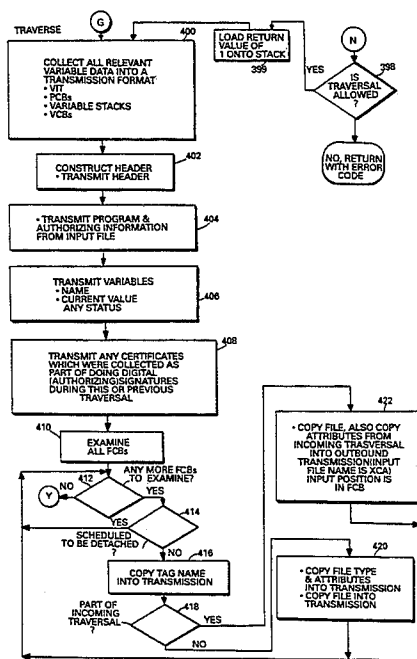 G
TRAVERSE
400
COLLECT ALL RELEVANT
VARIABLE DATA INTO A
TRANSMISSION FORMAT
• VIT
• PCBs
• VARIABLE STACKS
• VCBs
LOAD RETURN
VALUE OF
1 ONTO STACK
399
YES
N
398
IS
TRAVERSAL
ALLOWED
?
NO, RETURN
WITH ERROR
CODE
402
CONSTRUCT HEADER
• TRANSMIT HEADER
• TRANSMIT PROGRAM &
AUTHORIZING INFORMATION
FROM INPUT FILE
404
TRANSMIT VARIABLES
• NAME
• CURRENT VALUE
ANY STATUS
406
408
TRANSMIT ANY CERTIFICATES
WHICH WERE COLLECTED AS
PART OF DOING DIGITAL
(AUTHORIZING) SIGNATURES
DURING THIS OR PREVIOUS
TRAVERSAL
410
EXAMINE
ALL FCBs
412
ANY MORE FCBs
TO EXAMINE?
NO
Y
YES
414
YES
SCHEDULED
TO BE DETACHED
?
NO
416
COPY TAG NAME
INTO TRANSMISSION
PART OF
INCOMING
TRAVERSAL
?
418
YES
NO
422
• COPY FILE, ALSO COPY
ATTRIBUTES FROM
INCOMING TRASVERSAL
INTO OUTBOUND
TRANSMISSION(INPUT
FILE NAME IS XCA)
INPUT POSITION
IS IN FCB
420
• COPY FILE TYPE
& ATTRIBUTES
INTO TRANSMISSION
• COPY FILE INTO
TRANSMISSION